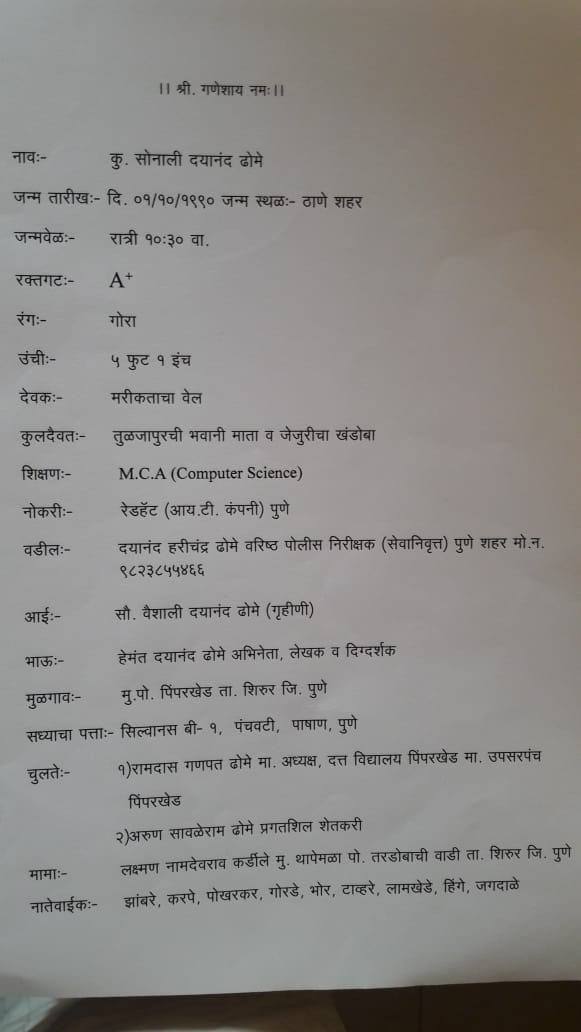 ।। श्री. गणेशाय नमः।।
नावः- कु. सोनाली दयानंद ढोमे
जन्म तारीखः- दि. ०१/१०/१९९० जन्म स्थळः- ठाणे शहर
जन्मवेळः- रात्री १०:३० वा.
रक्तगटः- A⁺
रंगः- गोरा
उंचीः- ५ फुट १ इंच
देवकः- मरीकताचा वेल
कुलदैवतः- तुळजापुरची भवानी माता व जेजुरीचा खंडोबा
शिक्षणः- M.C.A (Computer Science)
नोकरीः- रेडहॅट (आय.टी. कंपनी) पुणे
वडीलः- दयानंद हरीचंद्र ढोमे वरिष्ठ पोलीस निरीक्षक (सेवानिवृत्त) पुणे शहर मो.न.
९८२३८५५४६६
आईः- सौ. वैशाली दयानंद ढोमे (गृहीणी)
भाऊः- हेमंत दयानंद ढोमे अभिनेता, लेखक व दिग्दर्शक
मुळगावः- मु.पो. पिंपरखेड ता. शिरुर जि. पुणे
सध्याचा पत्ताः- सिल्वानस बी- १, पंचवटी, पाषाण, पुणे
चुलतेः- १)रामदास गणपत ढोमे मा. अध्यक्ष, दत्त विद्यालय पिंपरखेड मा. उपसरपंच
पिंपरखेड
२)अरुण सावळेराम ढोमे प्रगतशिल शेतकरी
मामाः- लक्ष्मण नामदेवराव कर्डीले मु. थापेमळा पो. तरडोबाची वाडी ता. शिरुर जि. पुणे
नातेवाईकः- झांबरे, करपे, पोखरकर, गोरडे, भोर, टाव्हरे, लामखेडे, हिंगे, जगदाळे